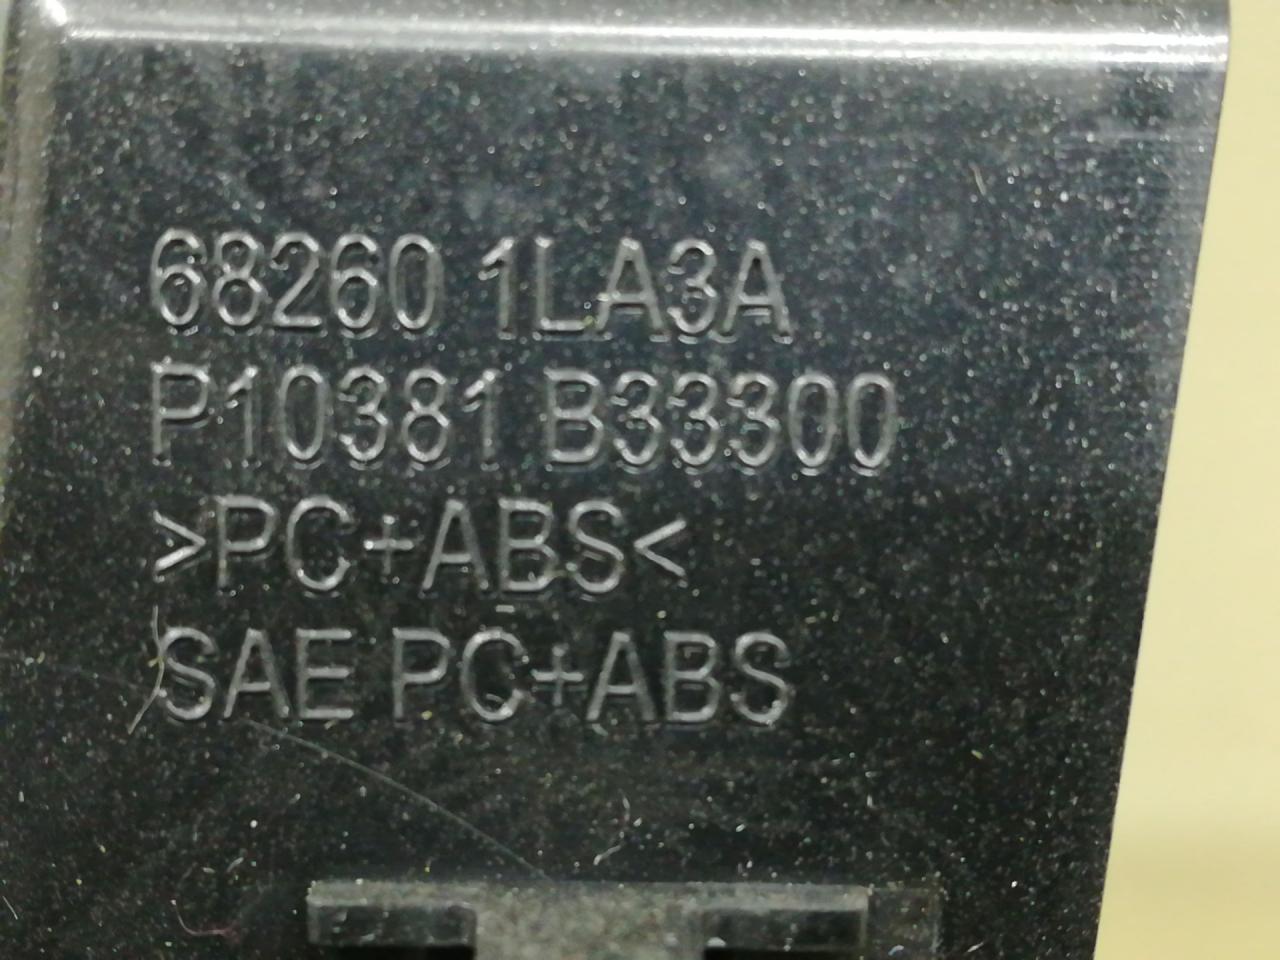 68260 1LA3A
P10381 B33300
>PC+ABS<
SAE PC+ABS